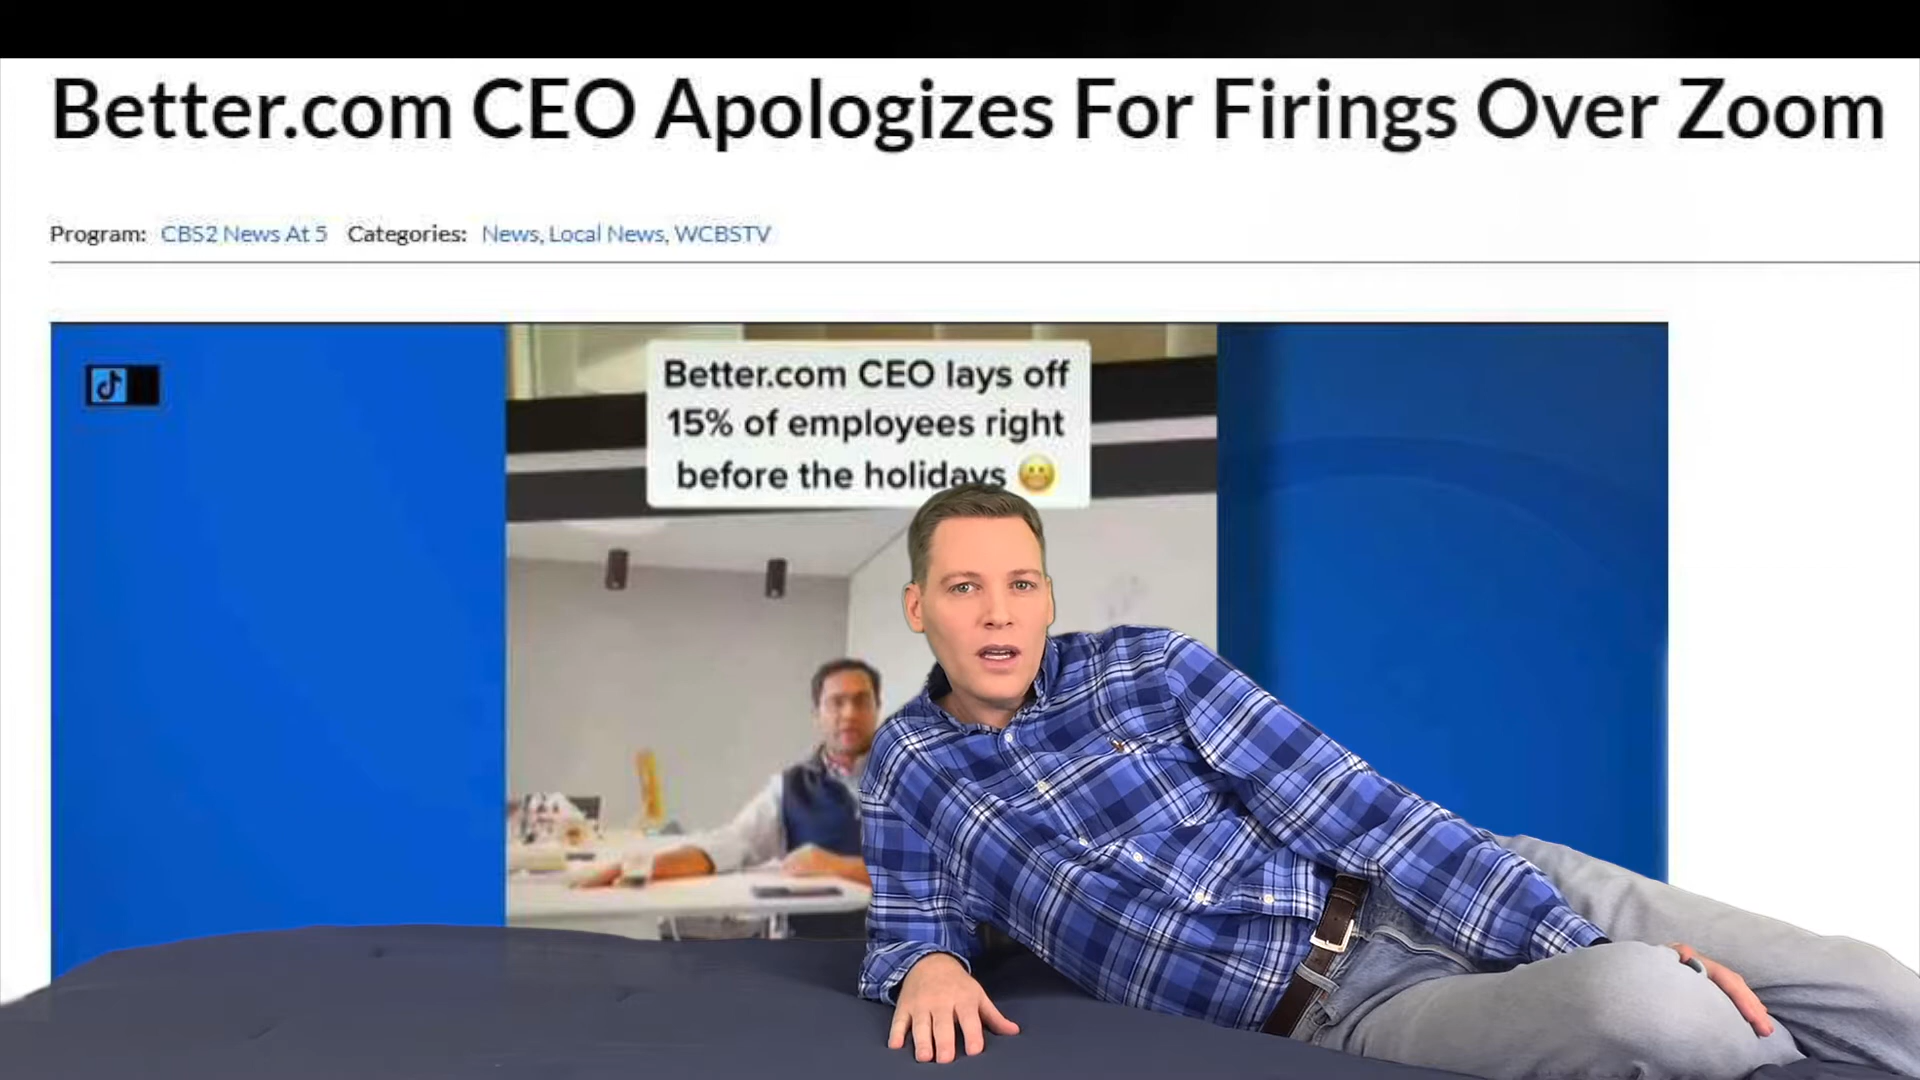 Better.com CEO Apologizes For Firings Over Zoom
Program: CBS2 News At 5 Categories: News, Local News, WCBSTV
Better.com CEO lays off
15% of employees right
before the holidays 😬